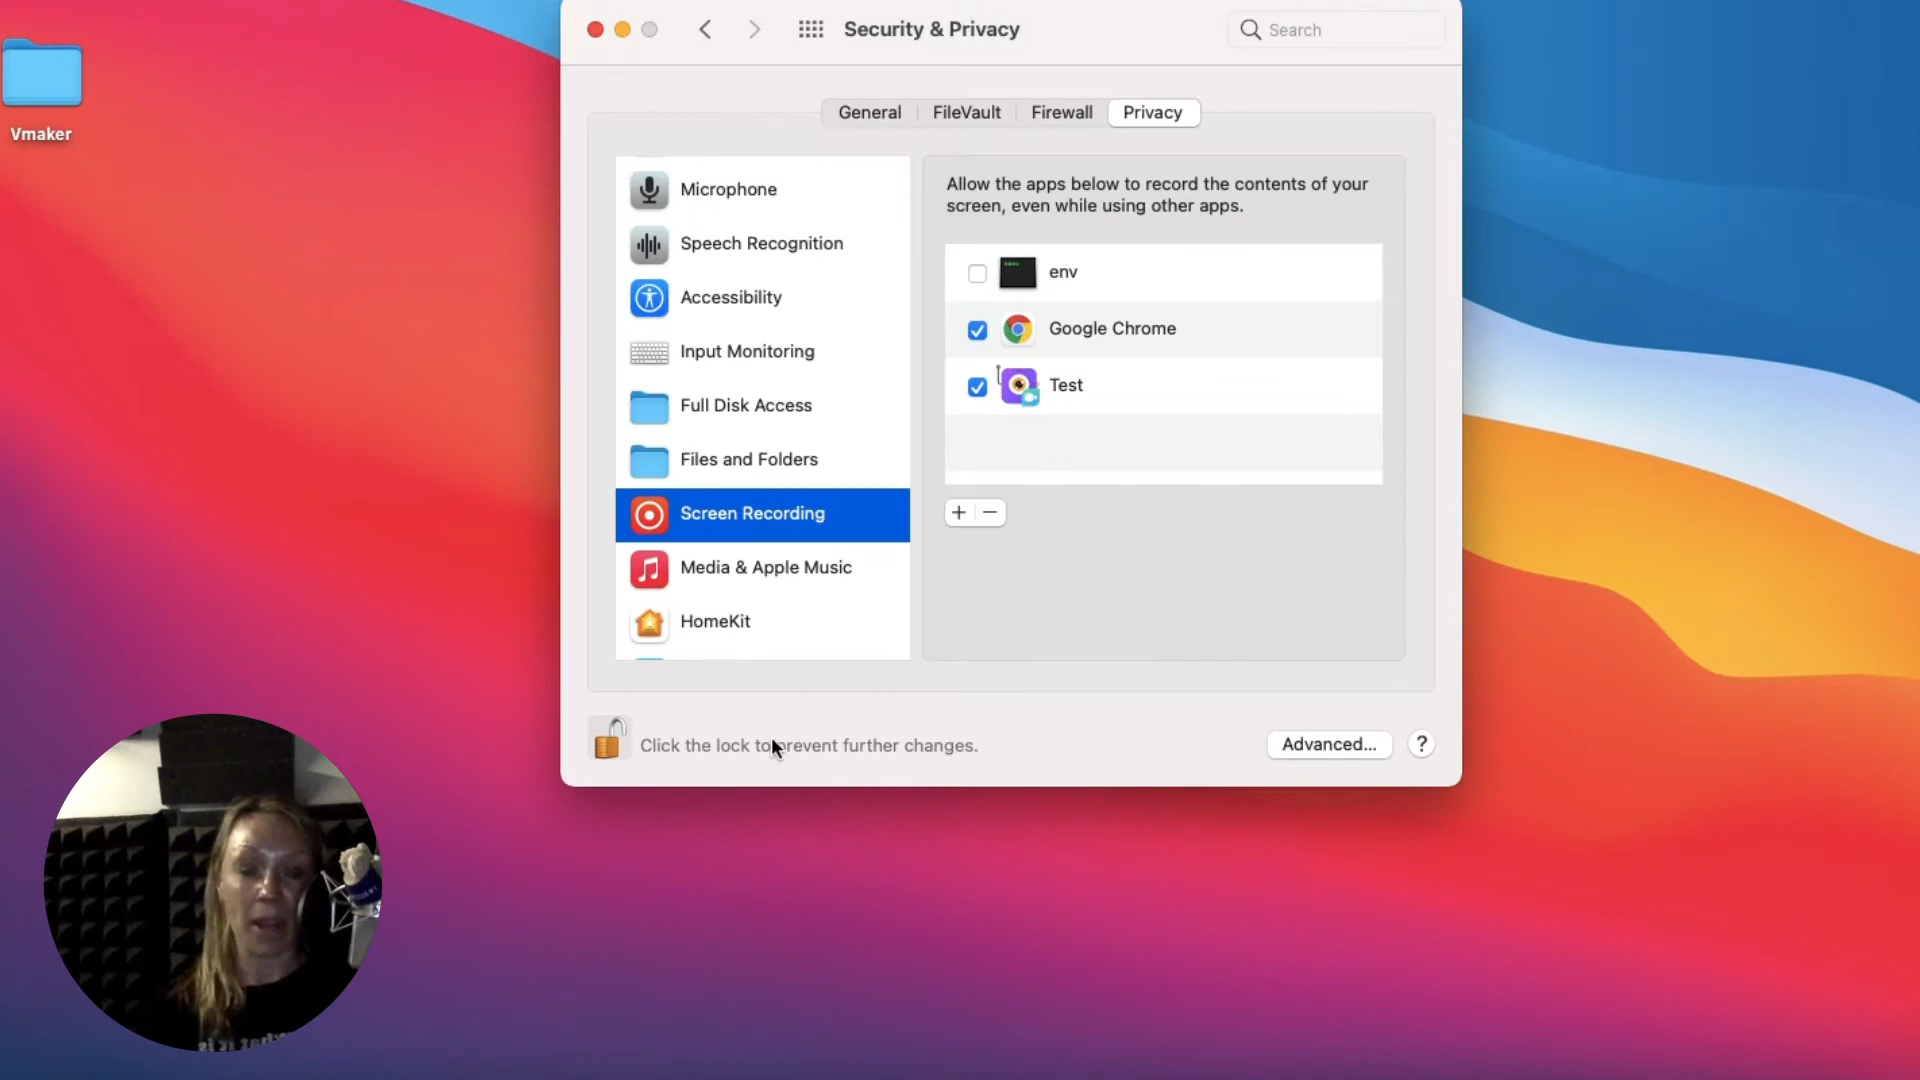 Vmaker
Security & Privacy
Search
General
FileVault
Firewall
Privacy
Microphone
Speech Recognition
Accessibility
Input Monitoring
Full Disk Access
Files and Folders
Screen Recording
Media & Apple Music
HomeKit
Allow the apps below to record the contents of your
screen, even while using other apps.
env
Google Chrome
Test
Click the lock to prevent further changes.
Advanced...
?